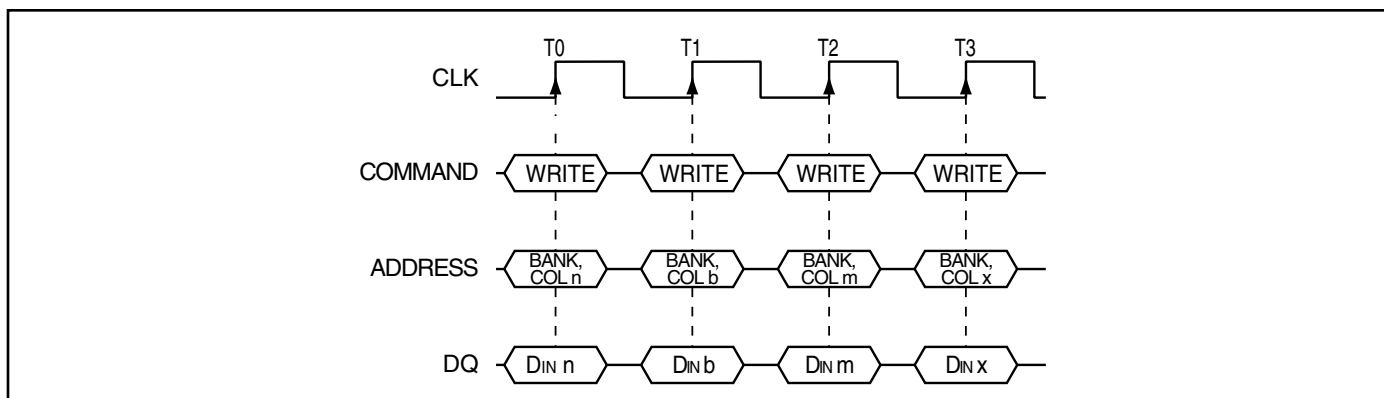 T0 T1 T2 T3
CLK
COMMAND WRITE WRITE WRITE WRITE
ADDRESS BANK, BANK, BANK, BANK,
COL n COL b COL m COL x
DQ DIN n DIN b DIN m DIN x